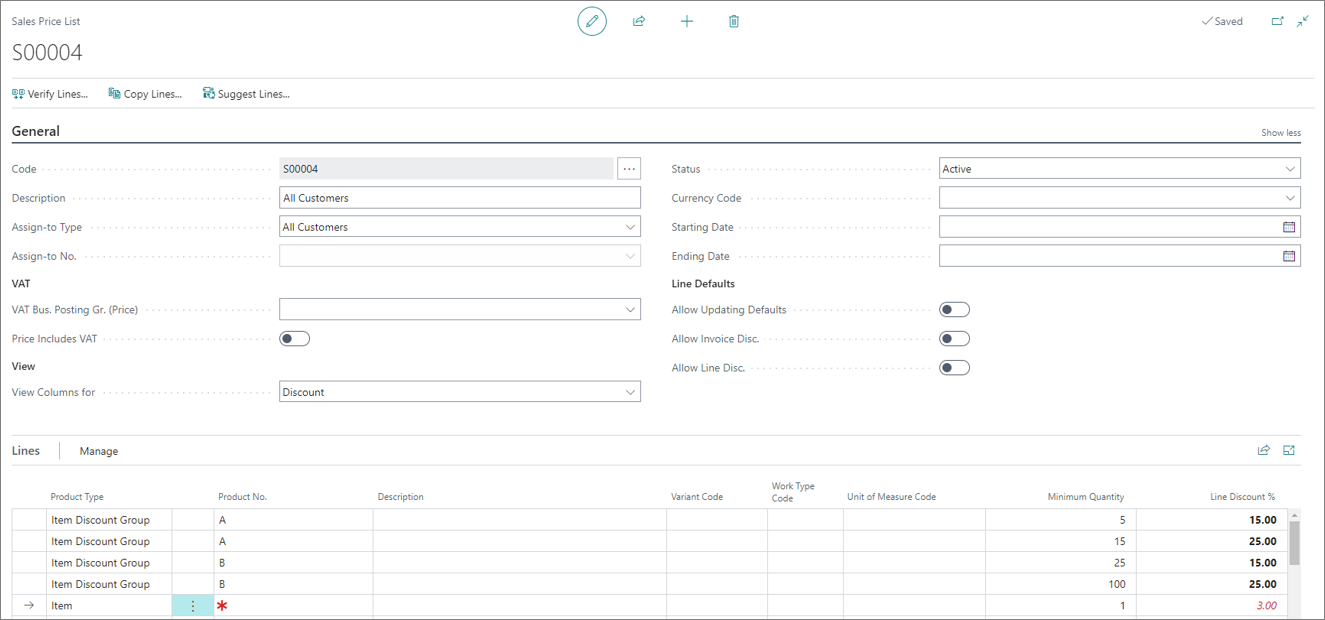 Sales Price List
Saved
S00004
Verify Lines...
Copy Lines...
Suggest Lines...
General
Show less
Code
S00004
...
Status
Active
Description
All Customers
Currency Code
Assign-to Type
All Customers
Starting Date
Assign-to No.
Ending Date
VAT
Line Defaults
VAT Bus. Posting Gr. (Price)
Allow Updating Defaults
Price Includes VAT
Allow Invoice Disc.
View
Allow Line Disc.
View Columns for
Discount
Lines
Manage
Product Type Product No. Description Variant Code Work Type Code Unit of Measure Code Minimum Quantity Line Discount %
Item Discount Group A 5 15.00
Item Discount Group A 15 25.00
Item Discount Group B 25 15.00
Item Discount Group B 100 25.00
Item * 1 3.00